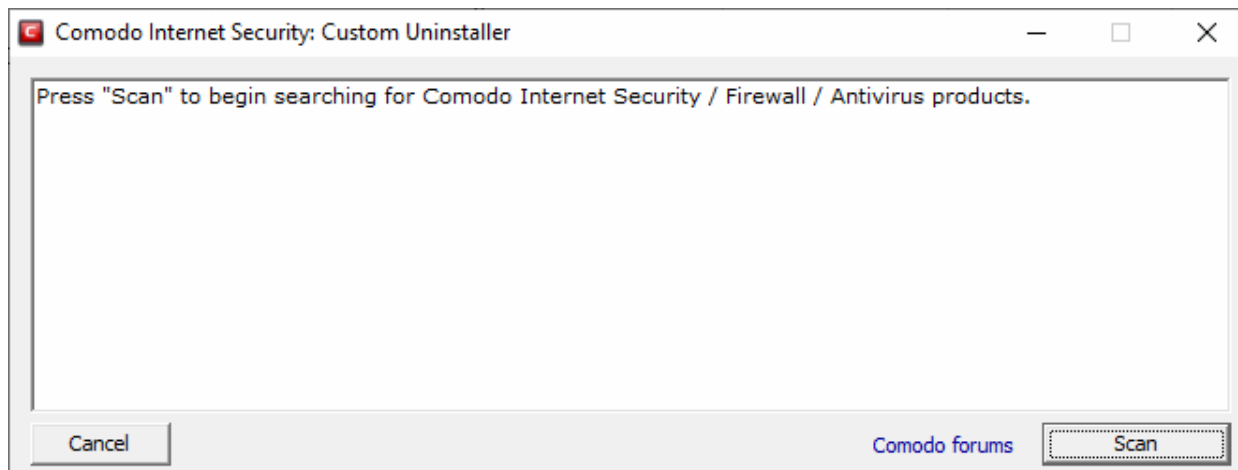 Comodo Internet Security: Custom Uninstaller
Press "Scan" to begin searching for Comodo Internet Security / Firewall / Antivirus products.
Cancel
Comodo forums
Scan